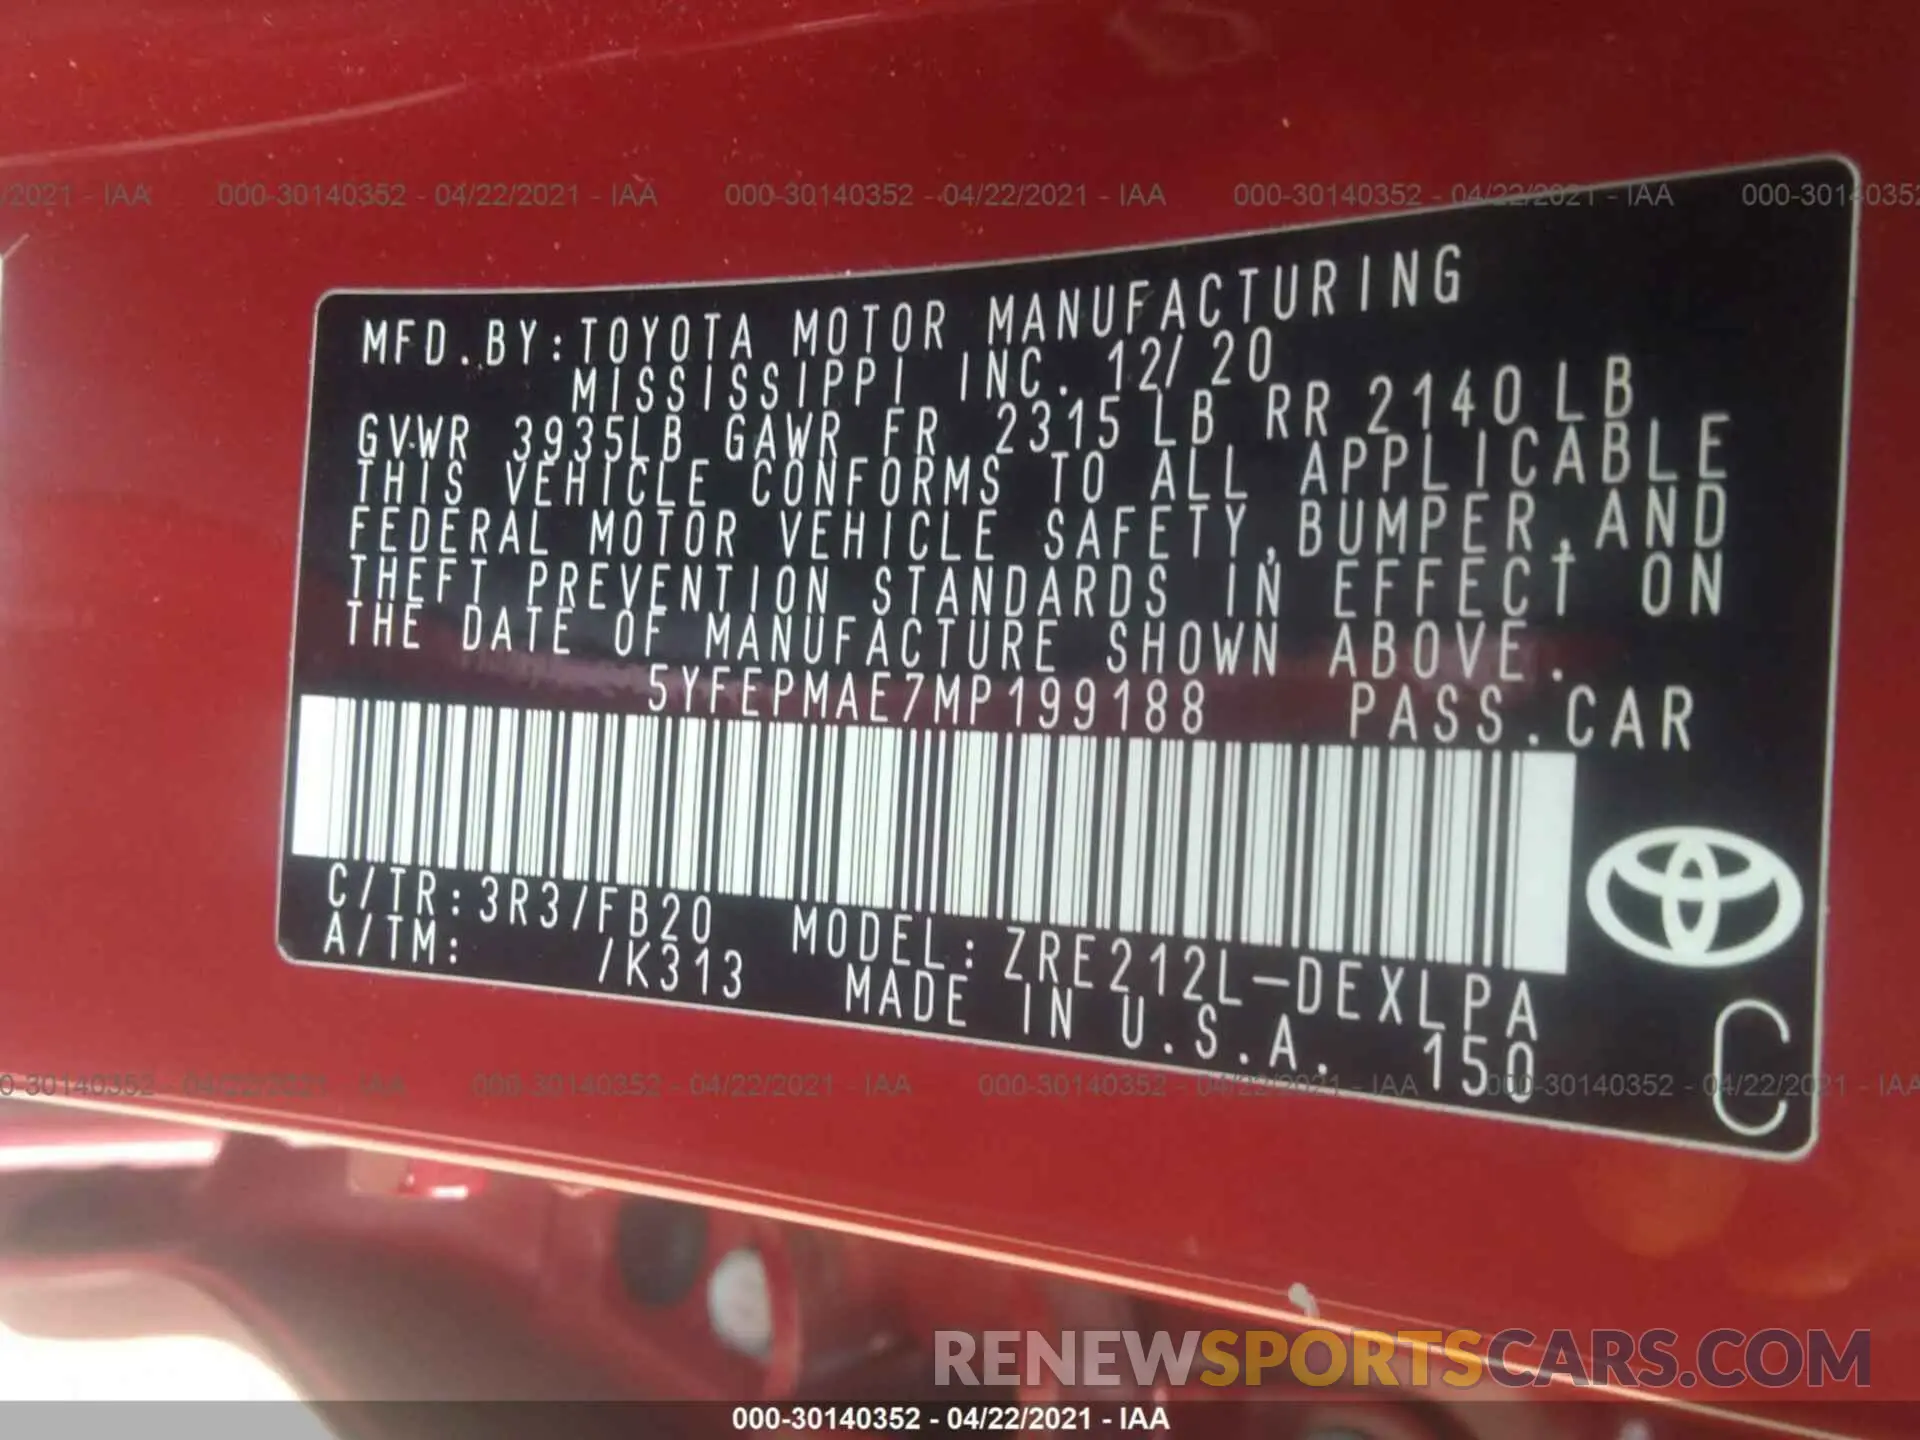 /2021 - IAA 000-30140352 - 04/22/2021 - IAA 000-30140352 - 04/22/2021 - IAA 000-30140352 - 04/22/2021 - IAA 000-30140352
MFD.BY:TOYOTA MOTOR MANUFACTURING
MISSISSIPPI INC. 12/20
GVWR 3935LB GAWR FR 2315LB RR 2140LB
THIS VEHICLE CONFORMS TO ALL APPLICABLE
FEDERAL MOTOR VEHICLE SAFETY,BUMPER,AND
THEFT PREVENTION STANDARDS IN EFFECT ON
THE DATE OF MANUFACTURE SHOWN ABOVE.
5YFEPMAE7MP199188 PASS.CAR
C/TR:3R3/FB20 MODEL:ZRE212L-DEXLPA
A/TM: /K313 MADE IN U.S.A. 150
C
0-30140352 - 04/22/2021 - IAA 000-30140352 - 04/22/2021 - IAA 000-30140352 - 04/22/2021 - IAA 000-30140352 - 04/22/2021 - IAA
RENEWSPORTSCARS.COM
000-30140352 - 04/22/2021 - IAA